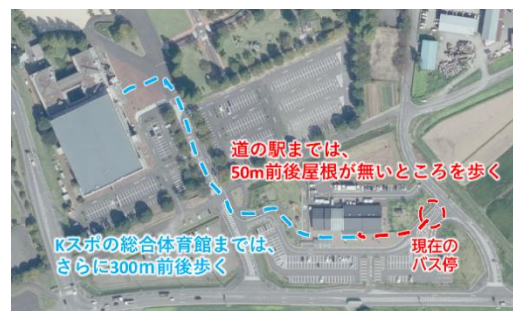 道の駅までは、
50m前後屋根が無いところを歩く
Kスポの総合体育館までは、
さらに300m前後歩く
現在の
バス停